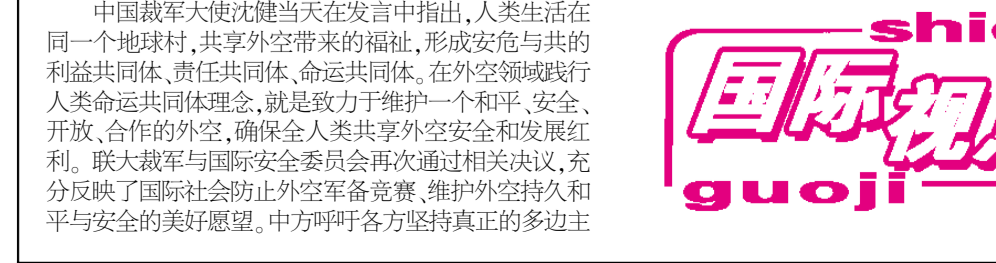 中国裁军大使沈健当天在发言中指出,人类生活在
同一个地球村,共享外空带来的福祉,形成安危与共的
利益共同体、责任共同体、命运共同体。在外空领域践行
人类命运共同体理念,就是致力于维护一个和平、安全、
开放、合作的外空,确保全人类共享外空安全和发展红
利。联大裁军与国际安全委员会再次通过相关决议,充
分反映了国际社会防止外空军备竞赛、维护外空持久和
平与安全的美好愿望。中方呼吁各方坚持真正的多边主
国际视
guoji